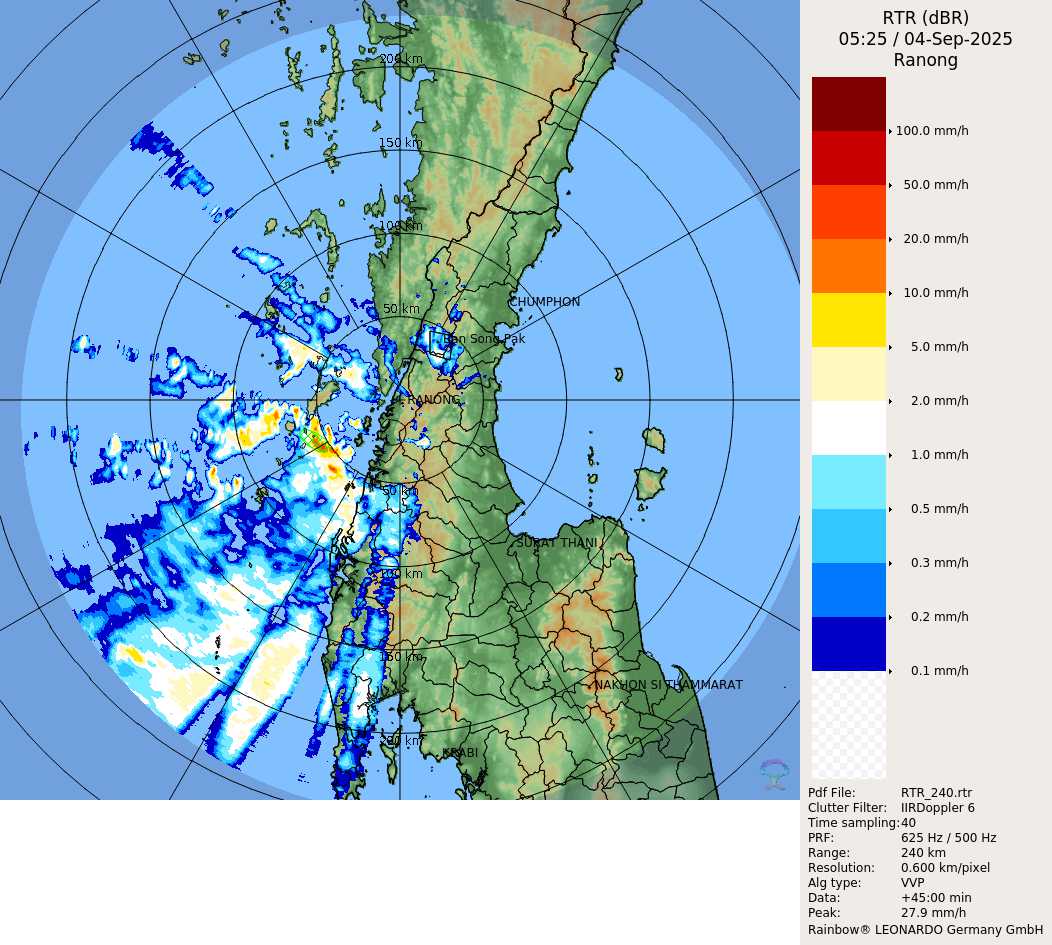 RTR (dBR)
05:25 / 04-Sep-2025
Ranong
200 km
150 km
100 km
CHUMPHON
50 km
Ban Song Pak
RANONG
50 km
SURAT THANI
100 km
150 km
NAKHON SI THAMMARAT
200 km
KRABI
100.0 mm/h
50.0 mm/h
20.0 mm/h
10.0 mm/h
5.0 mm/h
2.0 mm/h
1.0 mm/h
0.5 mm/h
0.3 mm/h
0.2 mm/h
0.1 mm/h
Pdf File: RTR_240.rtr
Clutter Filter: IIRDoppler 6
Time sampling:40
PRF: 625 Hz / 500 Hz
Range: 240 km
Resolution: 0.600 km/pixel
Alg type: VVP
Data: +45:00 min
Peak: 27.9 mm/h
Rainbow® LEONARDO Germany GmbH